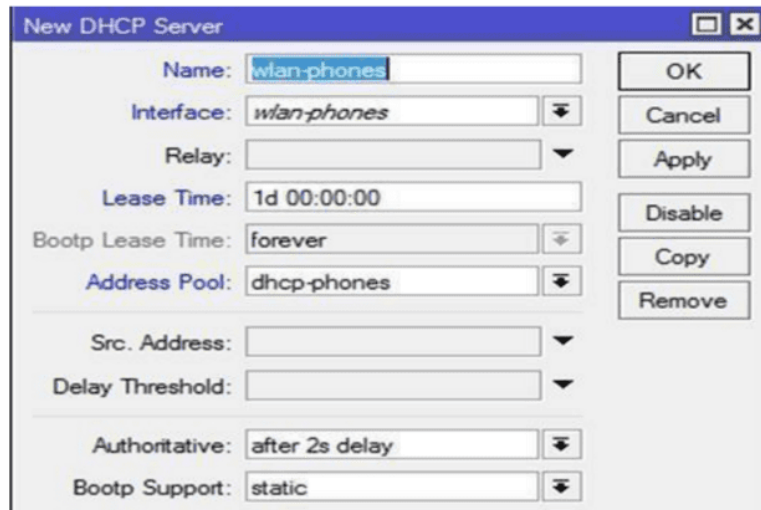 New DHCP Server
Name: wlan-phones OK
Interface: wlan-phones Cancel
Relay: Apply
Lease Time: 1d 00:00:00 Disable
Bootp Lease Time: forever Copy
Address Pool: dhcp-phones Remove
Src. Address:
Delay Threshold:
Authoritative: after 2s delay
Bootp Support: static